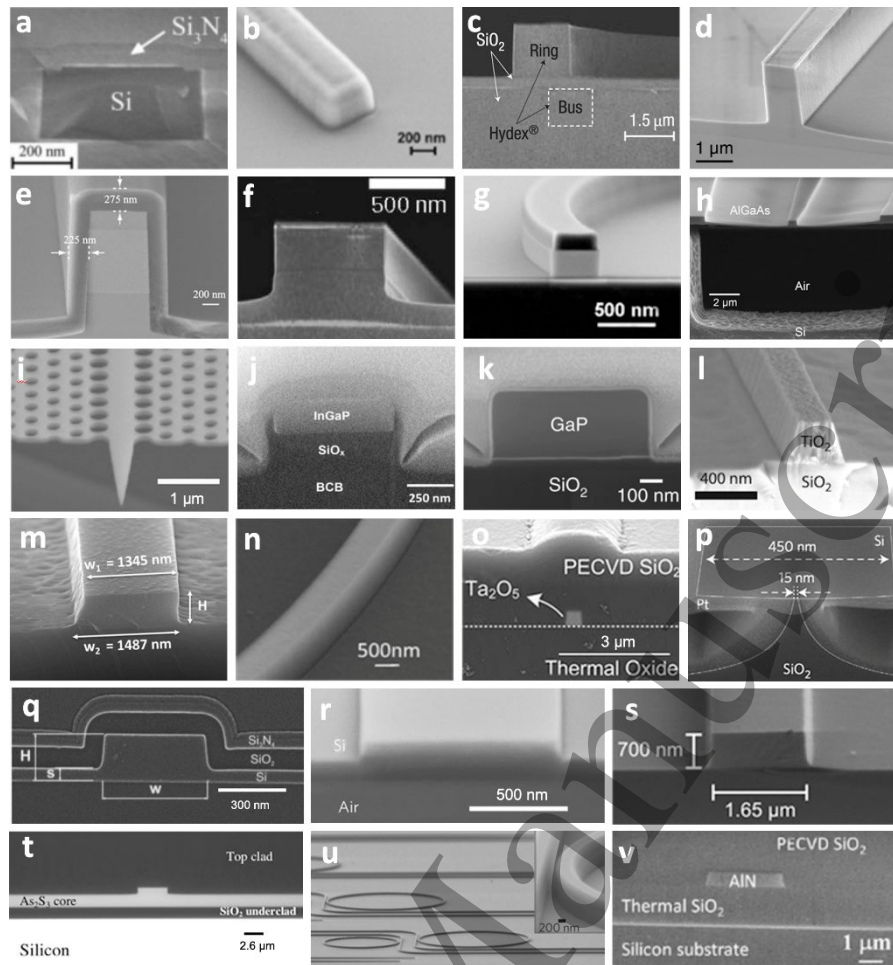 a
Si₃N₄
Si
200 nm
b
200 nm
c
SiO₂
Ring
Bus
Hydex®
1.5 µm
d
1 µm
e
275 nm
225 nm
200 nm
f
500 nm
g
500 nm
h
AlGaAs
Air
2 µm
Si
i
1 µm
j
InGaP
SiOₓ
BCB
250 nm
k
GaP
SiO₂
100 nm
l
TiO₂
400 nm
SiO₂
m
w₁ = 1345 nm
H
w₂ = 1487 nm
n
500nm
o
PECVD SiO₂
Ta₂O₅
3 µm
Thermal Oxide
p
Si
450 nm
15 nm
Pt
SiO₂
q
H
Si₃N₄
SiO₂
s
Si
W
300 nm
r
Si
Air
500 nm
s
700 nm
1.65 µm
t
Top clad
As₂S₃ core
SiO₂ underclad
2.6 µm
Silicon
u
200 nm
v
PECVD SiO₂
AlN
Thermal SiO₂
Silicon substrate
1 µm
Manuscr